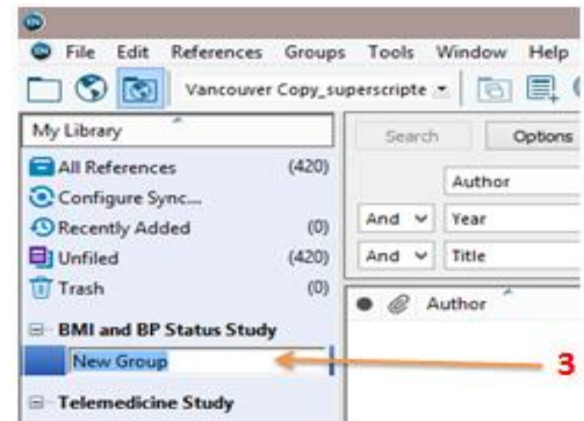 EN
File Edit References Groups Tools Window Help
Vancouver Copy_superscripte
My Library
Search Options
All References (420)
Author
Configure Sync...
And Year
Recently Added (0)
Unfiled (420)
And Title
Trash (0)
Author
BMI and BP Status Study
New Group
3
Telemedicine Study